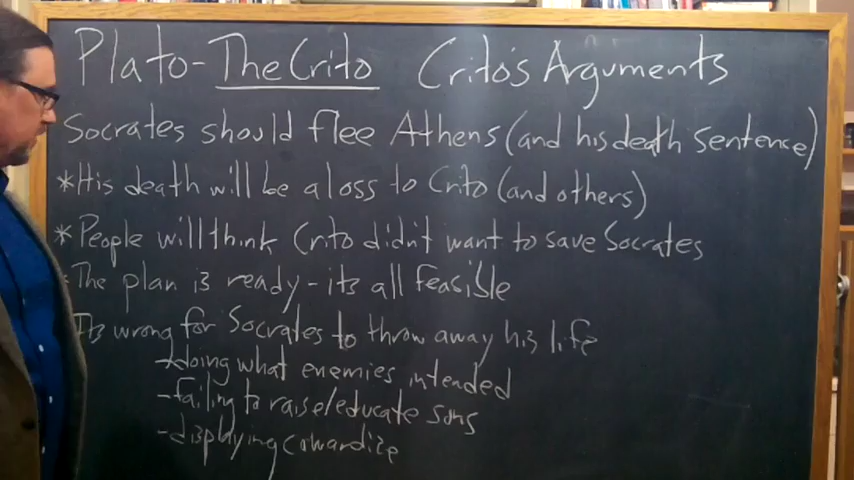 Plato-The Crito Crito's Arguments
Socrates should flee Athens (and his death sentence)
*His death will be a loss to Crito (and others)
*People will think Crito didn't want to save Socrates
*The plan is ready-its all feasible
Its wrong for Socrates to throw away his life
-doing what enemies intended
-failing to raise/educate sons
-displaying cowardice